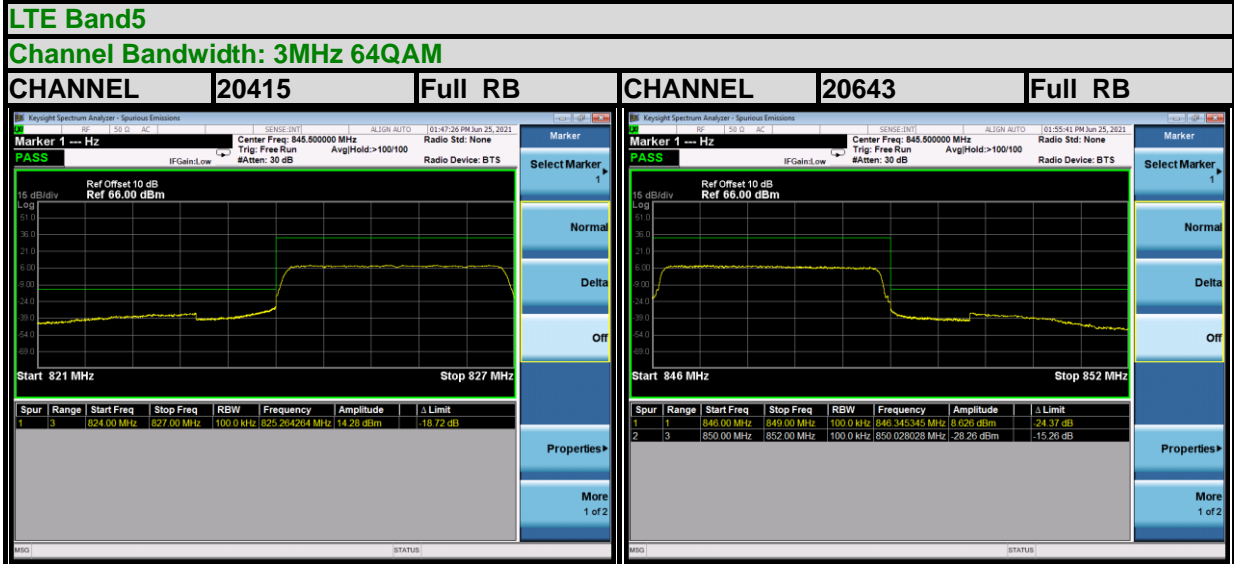 LTE Band5
Channel Bandwidth: 3MHz 64QAM
CHANNEL 20415 Full RB CHANNEL 20643 Full RB
Keysight Spectrum Analyzer - Spurious Emissions
RF 50 Ω AC SENSE:INT ALIGN AUTO 01:47:26 PM Jun 25, 2021
Marker 1 --- Hz Center Freq: 845.500000 MHz Radio Std: None
Trig: Free Run Avg|Hold:>100/100
PASS IFGain:Low #Atten: 30 dB Radio Device: BTS
Ref Offset 10 dB
15 dB/div Ref 66.00 dBm
Log
51.0
36.0
21.0
6.00
-9.00
-24.0
-39.0
-54.0
-69.0
Start 821 MHz Stop 827 MHz
Spur Range Start Freq Stop Freq RBW Frequency Amplitude Δ Limit
1 3 824.00 MHz 827.00 MHz 100.0 kHz 825.264264 MHz 14.28 dBm -18.72 dB
MSG STATUS
Marker
Select Marker
1
Normal
Delta
Off
Properties
More
1 of 2
Keysight Spectrum Analyzer - Spurious Emissions
RF 50 Ω AC SENSE:INT ALIGN AUTO 01:55:41 PM Jun 25, 2021
Marker 1 --- Hz Center Freq: 845.500000 MHz Radio Std: None
Trig: Free Run Avg|Hold:>100/100
PASS IFGain:Low #Atten: 30 dB Radio Device: BTS
Ref Offset 10 dB
15 dB/div Ref 66.00 dBm
Log
51.0
36.0
21.0
6.00
-9.00
-24.0
-39.0
-54.0
-69.0
Start 846 MHz Stop 852 MHz
Spur Range Start Freq Stop Freq RBW Frequency Amplitude Δ Limit
1 1 846.00 MHz 849.00 MHz 100.0 kHz 846.345345 MHz 8.626 dBm -24.37 dB
2 3 850.00 MHz 852.00 MHz 100.0 kHz 850.028028 MHz -28.26 dBm -15.26 dB
MSG STATUS
Marker
Select Marker
1
Normal
Delta
Off
Properties
More
1 of 2